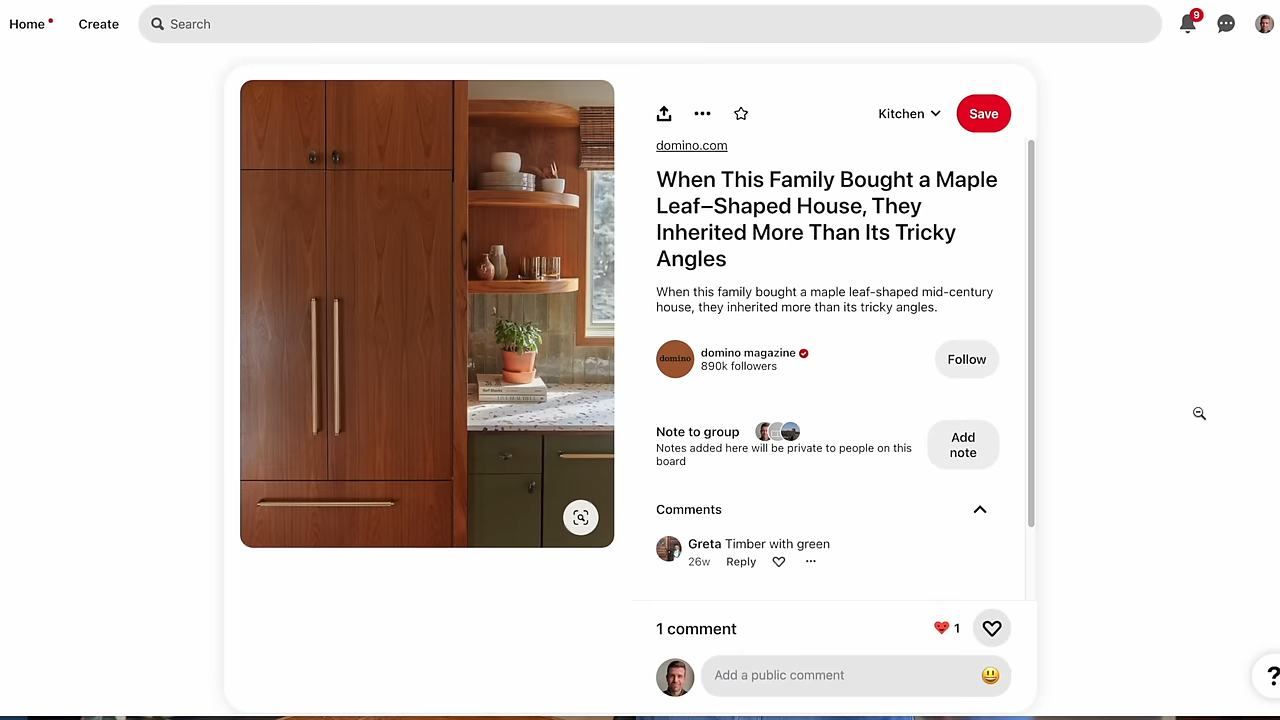 Home
Create
Search
9
Kitchen
Save
domino.com
When This Family Bought a Maple
Leaf–Shaped House, They
Inherited More Than Its Tricky
Angles
When this family bought a maple leaf-shaped mid-century
house, they inherited more than its tricky angles.
domino
domino magazine
890k followers
Follow
Note to group
Notes added here will be private to people on this
board
Add
note
Comments
Greta Timber with green
26w
Reply
1 comment
1
Add a public comment
?